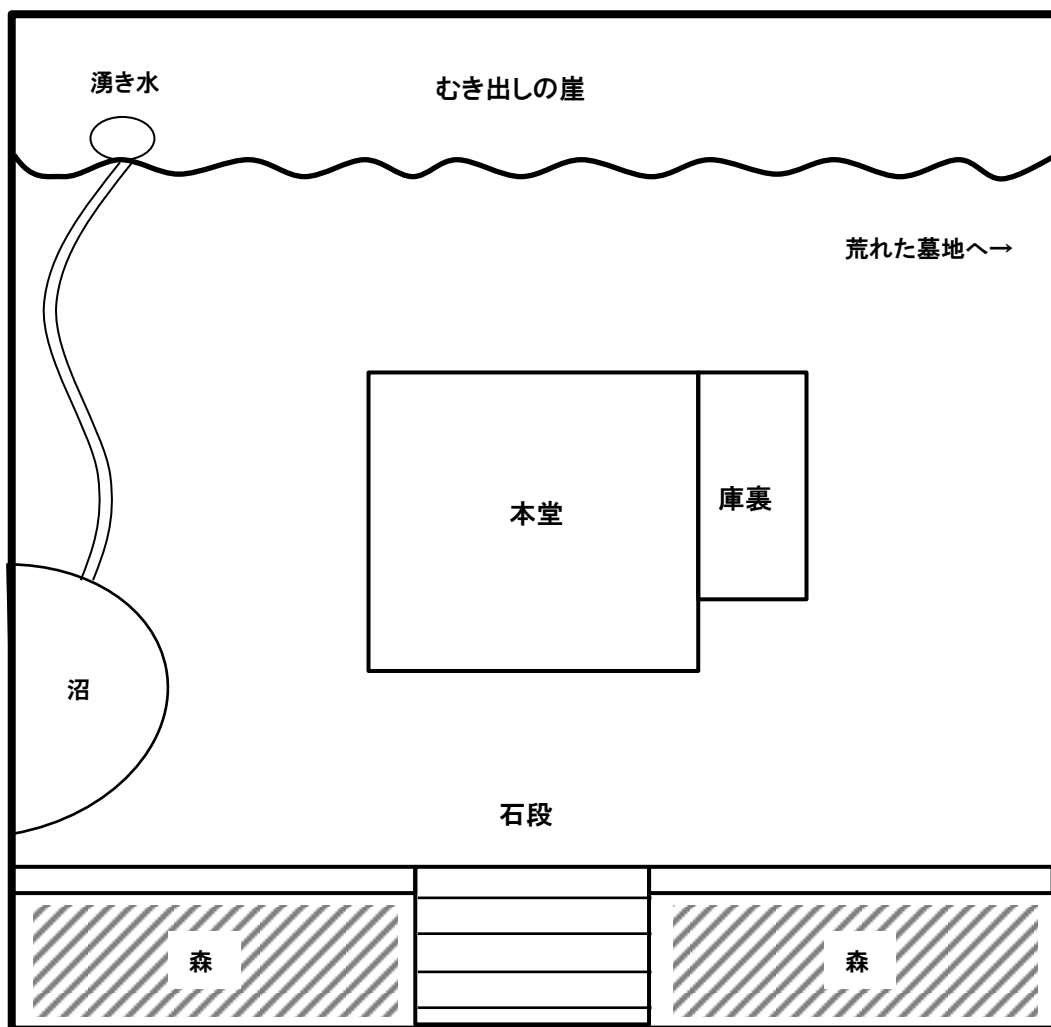 湧き水
むき出しの崖
荒れた墓地へ→
本堂
庫裏
沼
石段
森
森